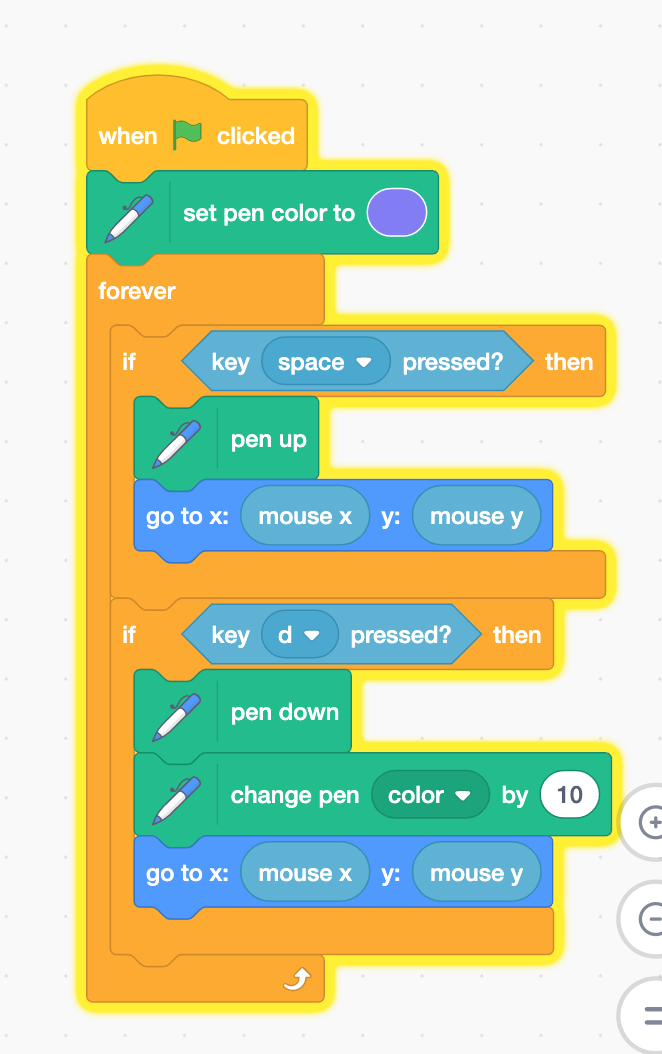 when clicked
set pen color to
forever
if key space pressed? then
pen up
go to x: mouse x y: mouse y
if key d pressed? then
pen down
change pen color by 10
go to x: mouse x y: mouse y